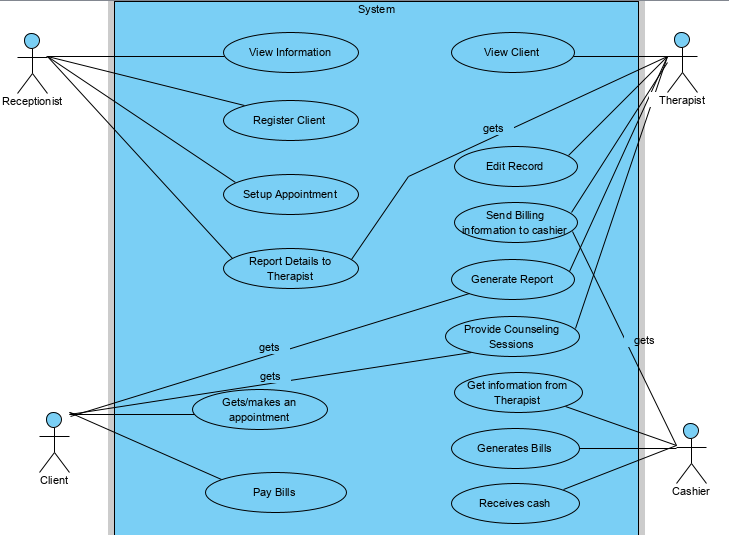 System
View Information
View Client
Receptionist
Therapist
Register Client
gets
Edit Record
Setup Appointment
Send Billing
information to cashier
Report Details to
Therapist
Generate Report
Provide Counseling
Sessions
gets
gets
gets
Get information from
Therapist
Gets/makes an
appointment
Generates Bills
Client
Cashier
Pay Bills
Receives cash